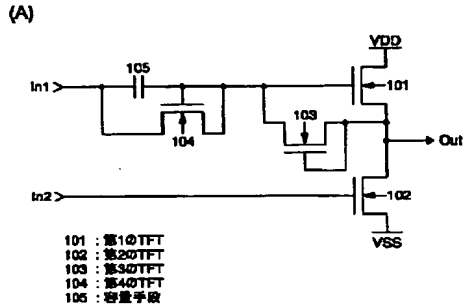 (A)
VDD
105
In1
101
103
104
Out
In2
102
VSS
101 : 第1のTFT
102 : 第2のTFT
103 : 第3のTFT
104 : 第4のTFT
105 : 容量手段